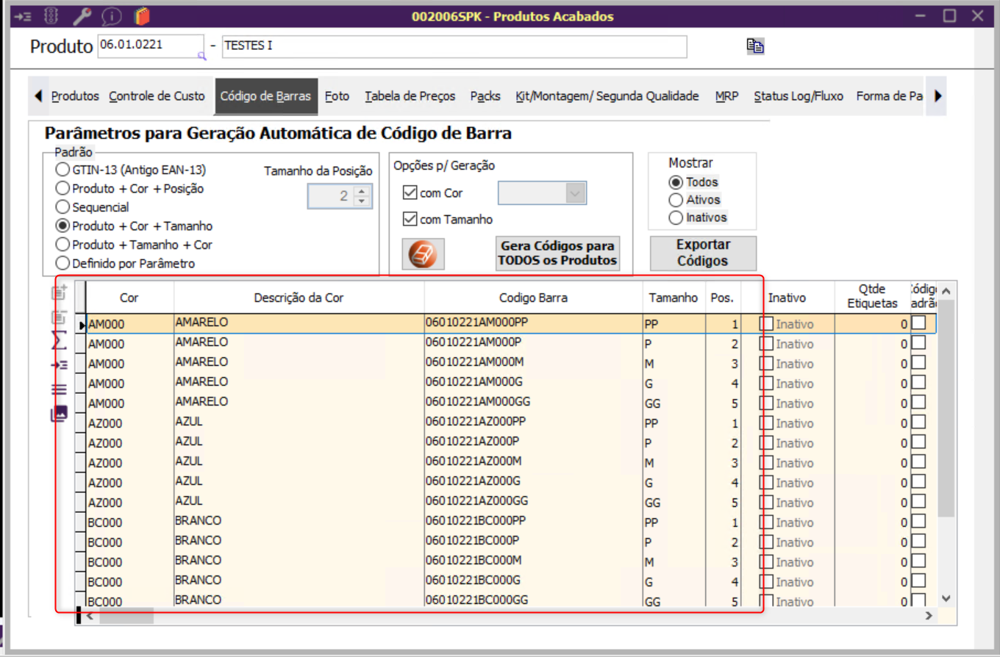 002006SPK - Produtos Acabados
Produto 06.01.0221 - TESTES I
Produtos Controle de Custo Código de Barras Foto Tabela de Preços Packs Kit/Montagem/ Segunda Qualidade MRP Status Log/Fluxo Forma de Pa
Parâmetros para Geração Automática de Código de Barra
Padrão
GTIN-13 (Antigo EAN-13)
Produto + Cor + Posição
Sequencial
Produto + Cor + Tamanho
Produto + Tamanho + Cor
Definido por Parâmetro
Tamanho da Posição
2
Opções p/ Geração
com Cor
com Tamanho
Gera Códigos para
TODOS os Produtos
Mostrar
Todos
Ativos
Inativos
Exportar
Códigos
Cor Descrição da Cor Codigo Barra Tamanho Pos. Inativo Qtde Etiquetas
AM000 AMARELO 06010221AM000PP PP 1 Inativo 0
AM000 AMARELO 06010221AM000P P 2 Inativo 0
AM000 AMARELO 06010221AM000M M 3 Inativo 0
AM000 AMARELO 06010221AM000G G 4 Inativo 0
AM000 AMARELO 06010221AM000GG GG 5 Inativo 0
AZ000 AZUL 06010221AZ000PP PP 1 Inativo 0
AZ000 AZUL 06010221AZ000P P 2 Inativo 0
AZ000 AZUL 06010221AZ000M M 3 Inativo 0
AZ000 AZUL 06010221AZ000G G 4 Inativo 0
AZ000 AZUL 06010221AZ000GG GG 5 Inativo 0
BC000 BRANCO 06010221BC000PP PP 1 Inativo 0
BC000 BRANCO 06010221BC000P P 2 Inativo 0
BC000 BRANCO 06010221BC000M M 3 Inativo 0
BC000 BRANCO 06010221BC000G G 4 Inativo 0
BC000 BRANCO 06010221BC000GG GG 5 Inativo 0